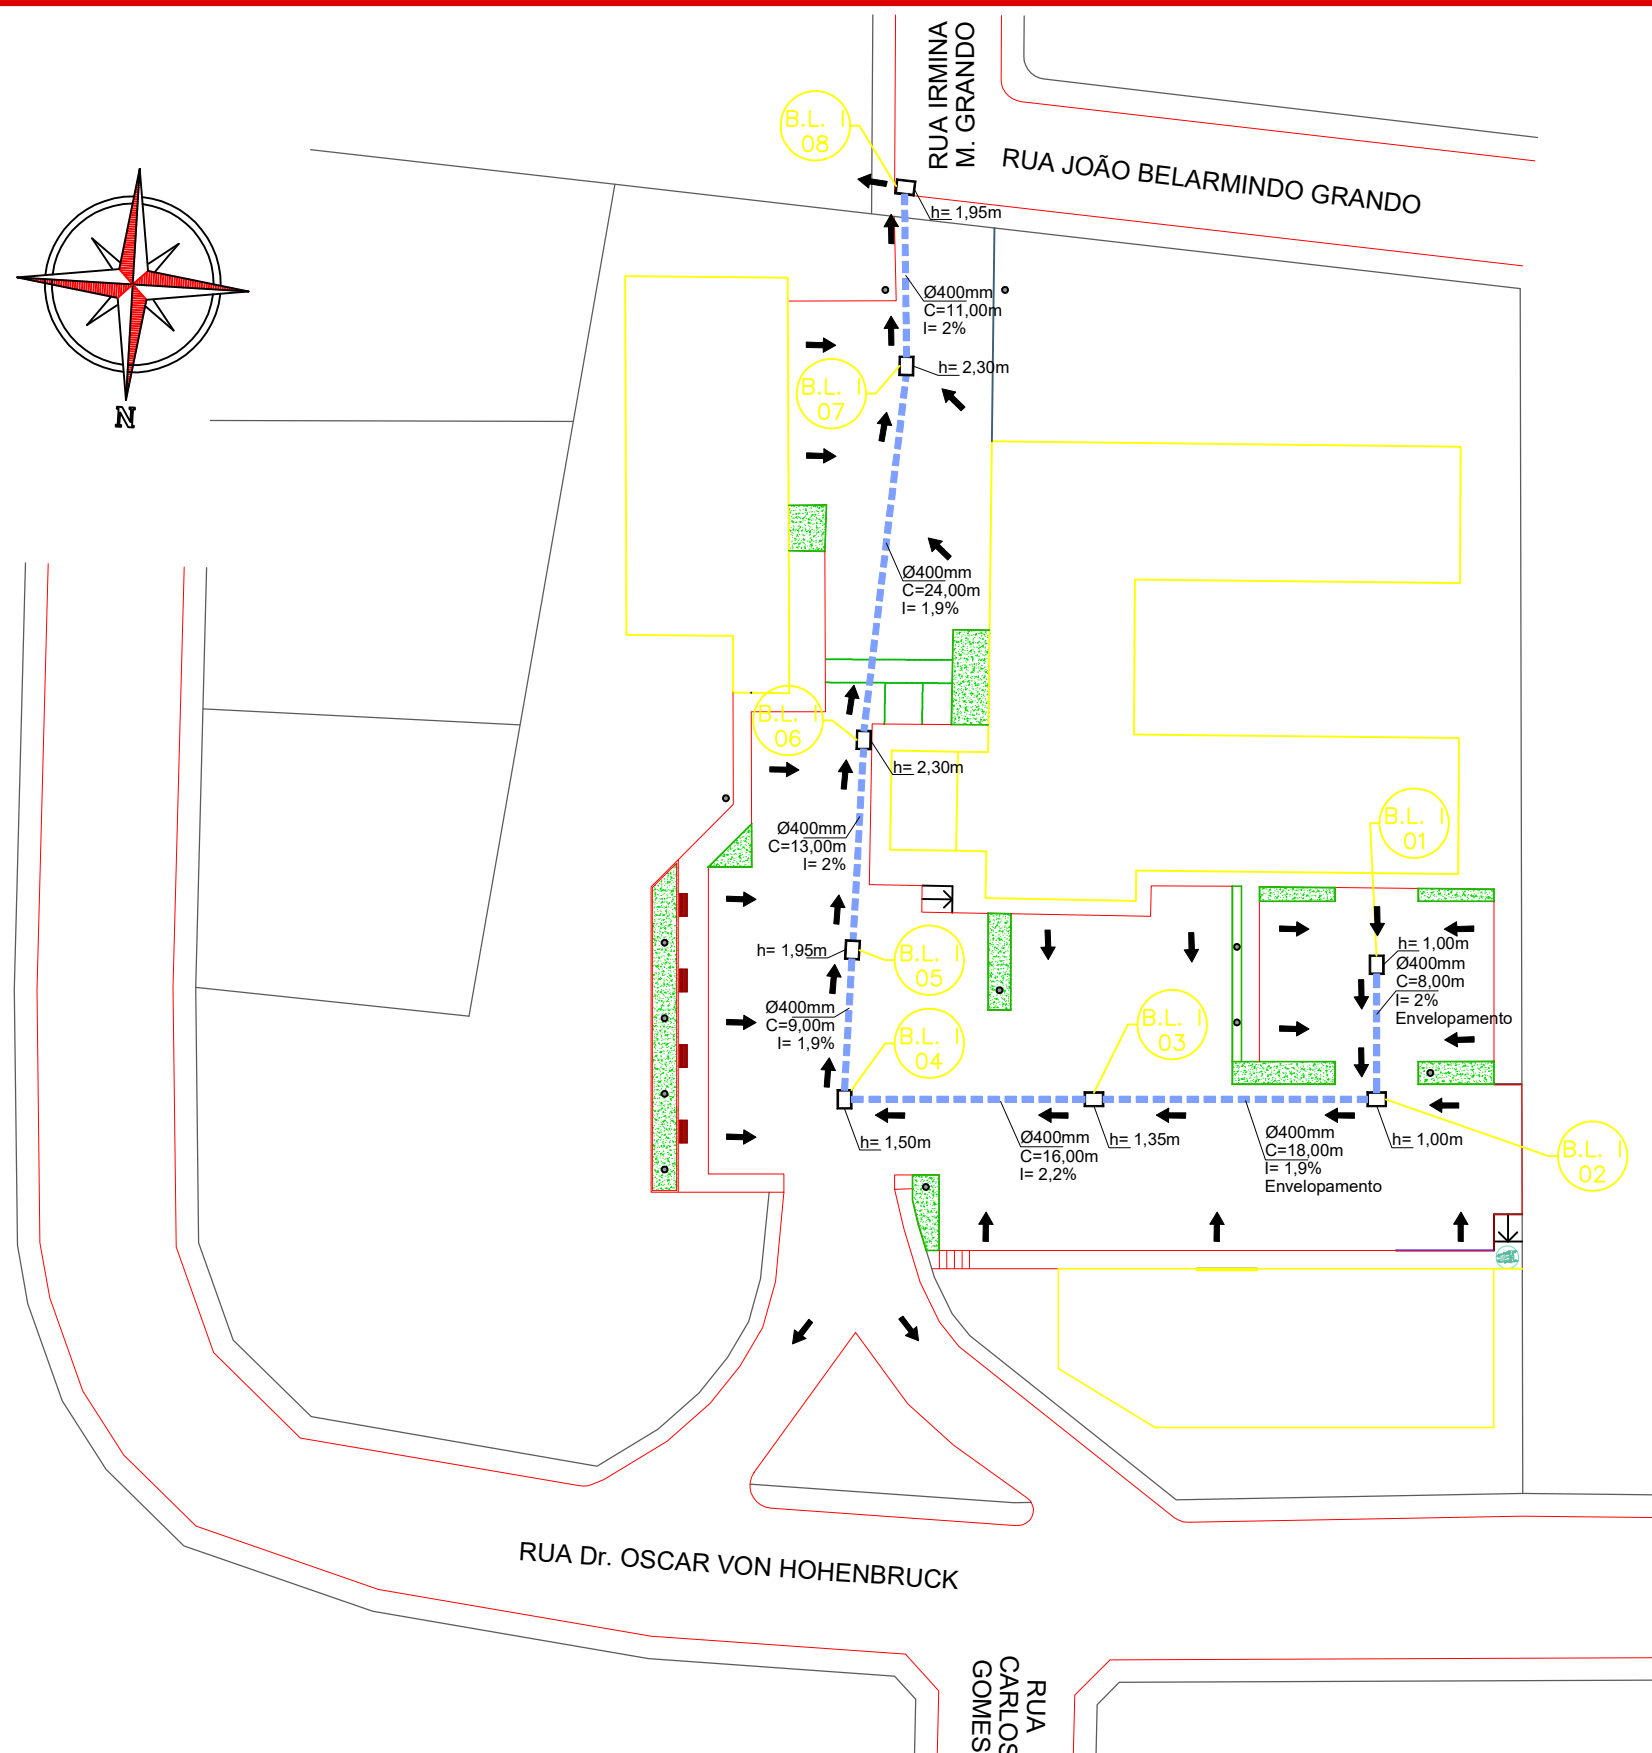 RUA IRMINA
M. GRANDO
RUA JOÃO BELARMINDO GRANDO
B.L. I
08
h= 1,95m
Ø400mm
C=11,00m
I= 2%
B.L. I
07
h= 2,30m
N
Ø400mm
C=24,00m
I= 1,9%
B.L. I
06
h= 2,30m
Ø400mm
C=13,00m
I= 2%
B.L. I
01
h= 1,95m
B.L. I
05
h= 1,00m
Ø400mm
C=8,00m
I= 2%
Envelopamento
Ø400mm
C=9,00m
I= 1,9%
B.L. I
04
B.L. I
03
h= 1,50m
Ø400mm
C=16,00m
I= 2,2%
h= 1,35m
Ø400mm
C=18,00m
I= 1,9%
Envelopamento
h= 1,00m
B.L. I
02
RUA Dr. OSCAR VON HOHENBRUCK
RUA
CARLOS
GOMES